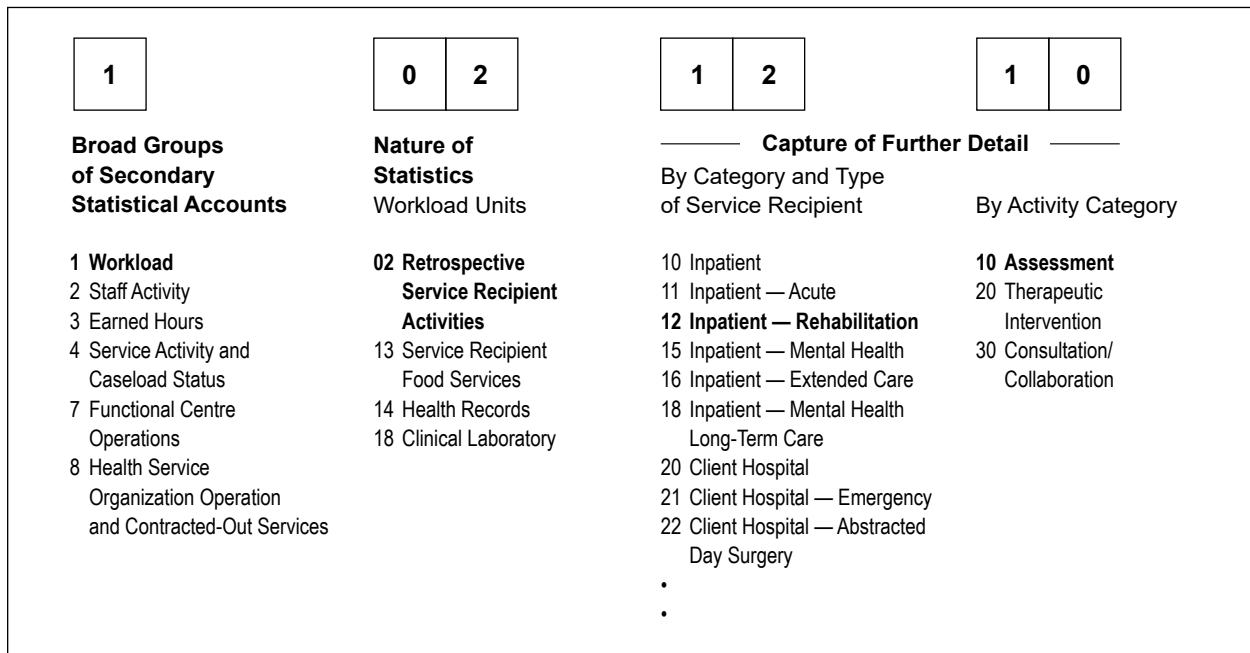 1
0 2
1 2
1 0
Broad Groups
of Secondary
Statistical Accounts
1 Workload
2 Staff Activity
3 Earned Hours
4 Service Activity and
Caseload Status
7 Functional Centre
Operations
8 Health Service
Organization Operation
and Contracted-Out Services
Nature of
Statistics
Workload Units
02 Retrospective
Service Recipient
Activities
13 Service Recipient
Food Services
14 Health Records
18 Clinical Laboratory
Capture of Further Detail
By Category and Type
of Service Recipient
10 Inpatient
11 Inpatient — Acute
12 Inpatient — Rehabilitation
15 Inpatient — Mental Health
16 Inpatient — Extended Care
18 Inpatient — Mental Health
Long-Term Care
20 Client Hospital
21 Client Hospital — Emergency
22 Client Hospital — Abstracted
Day Surgery
•
•
By Activity Category
10 Assessment
20 Therapeutic
Intervention
30 Consultation/
Collaboration